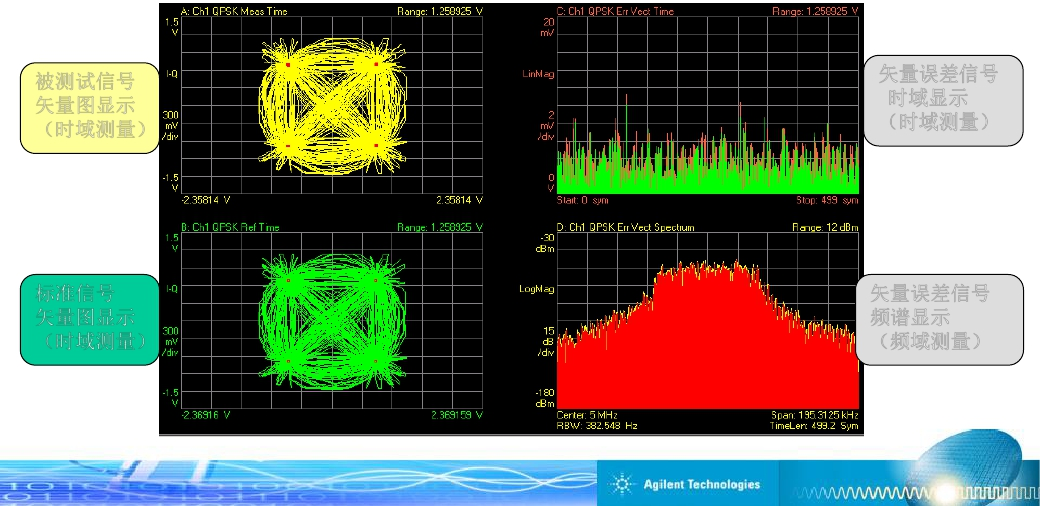 A: Ch1 QPSK Meas Time
Range: 1.258925 V
1.5
V
I-Q
300
mV
/div
-1.5
V
-2.35814 V
2.35814 V
被测试信号
矢量图显示
（时域测量）
C: Ch1 QPSK Err Vect Time
Range: 1.258925 V
20
mV
LinMag
2
mV
/div
0
V
Start: 0 sym
Stop: 499 sym
矢量误差信号
时域显示
（时域测量）
B: Ch1 QPSK Ref Time
Range: 1.258925 V
1.5
V
I-Q
300
mV
/div
-1.5
V
-2.36916 V
2.369159 V
标准信号
矢量图显示
（时域测量）
D: Ch1 QPSK Err Vect Spectrum
Range: 12 dBm
-30
dBm
LogMag
15
dB
/div
-180
dBm
Center: 5 MHz
Span: 195.3125 kHz
RBW: 382.548 Hz
TimeLen: 499.2 Sym
矢量误差信号
频谱显示
（频域测量）
Agilent Technologies